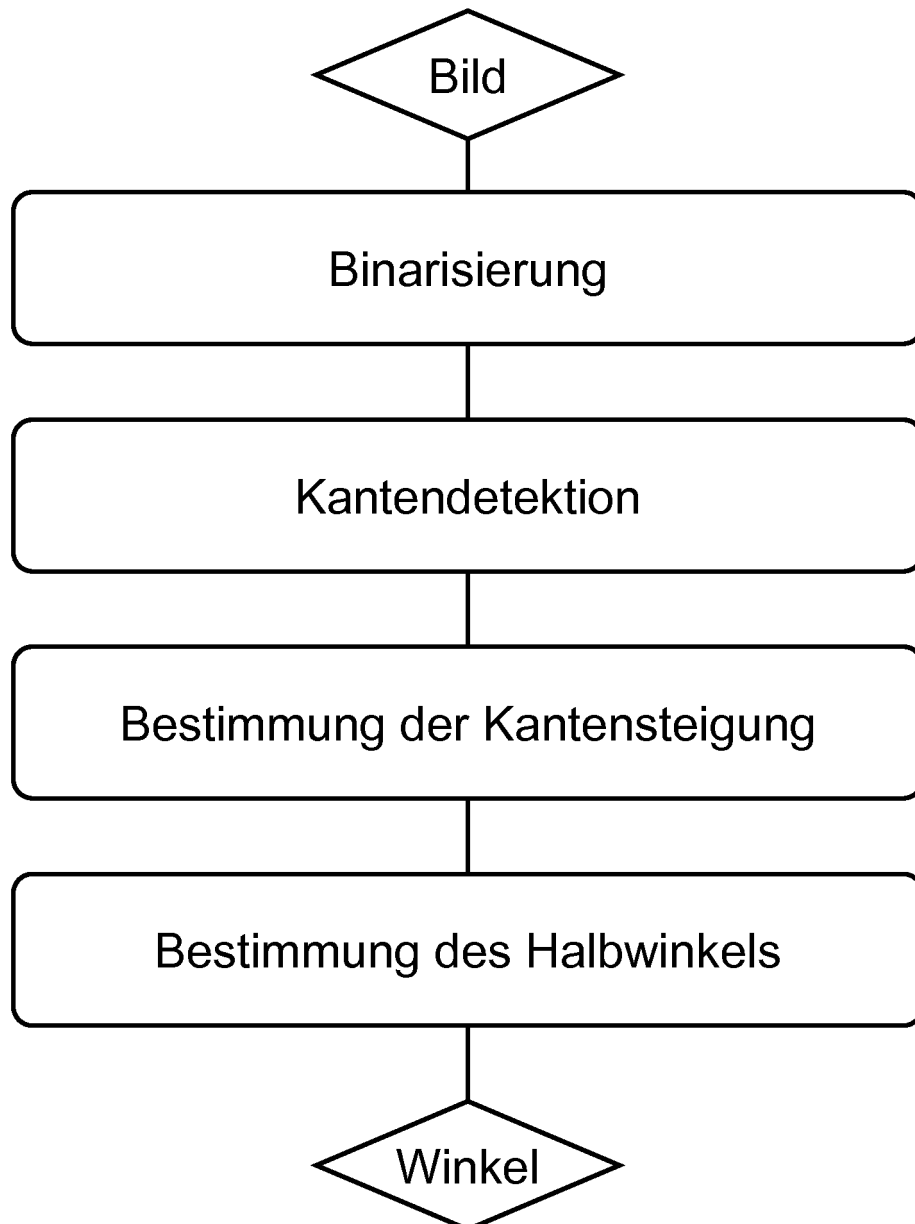 Bild
Binarisierung
Kantendetektion
Bestimmung der Kantensteigung
Bestimmung des Halbwinkels
Winkel